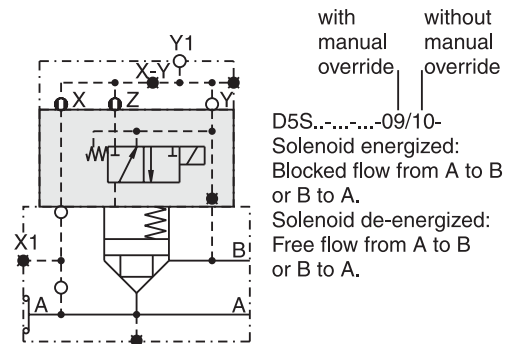 with without
manual manual
override override
Y1
X-Y
X Z Y
D5S..-...-...-09/10-
Solenoid energized:
Blocked flow from A to B
or B to A.
Solenoid de-energized:
Free flow from A to B
or B to A.
X1
B
A A